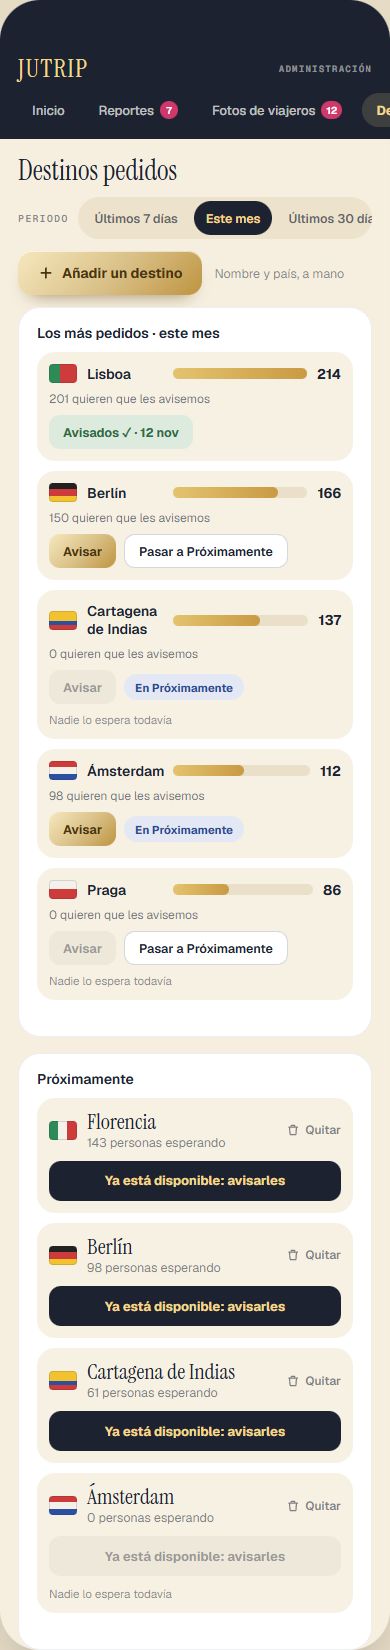 JUTRIP
ADMINISTRACIÓN
Inicio
Reportes 7
Fotos de viajeros 12
De
Destinos pedidos
PERIODO
Últimos 7 días
Este mes
Últimos 30 día
+ Añadir un destino
Nombre y país, a mano
Los más pedidos · este mes
Lisboa
214
201 quieren que les avisemos
Avisados ✓ · 12 nov
Berlín
166
150 quieren que les avisemos
Avisar
Pasar a Próximamente
Cartagena
de Indias
137
0 quieren que les avisemos
Avisar
En Próximamente
Nadie lo espera todavía
Ámsterdam
112
98 quieren que les avisemos
Avisar
En Próximamente
Praga
86
0 quieren que les avisemos
Avisar
Pasar a Próximamente
Nadie lo espera todavía
Próximamente
Florencia
143 personas esperando
Quitar
Ya está disponible: avisarles
Berlín
98 personas esperando
Quitar
Ya está disponible: avisarles
Cartagena de Indias
61 personas esperando
Quitar
Ya está disponible: avisarles
Ámsterdam
0 personas esperando
Quitar
Ya está disponible: avisarles
Nadie lo espera todavía